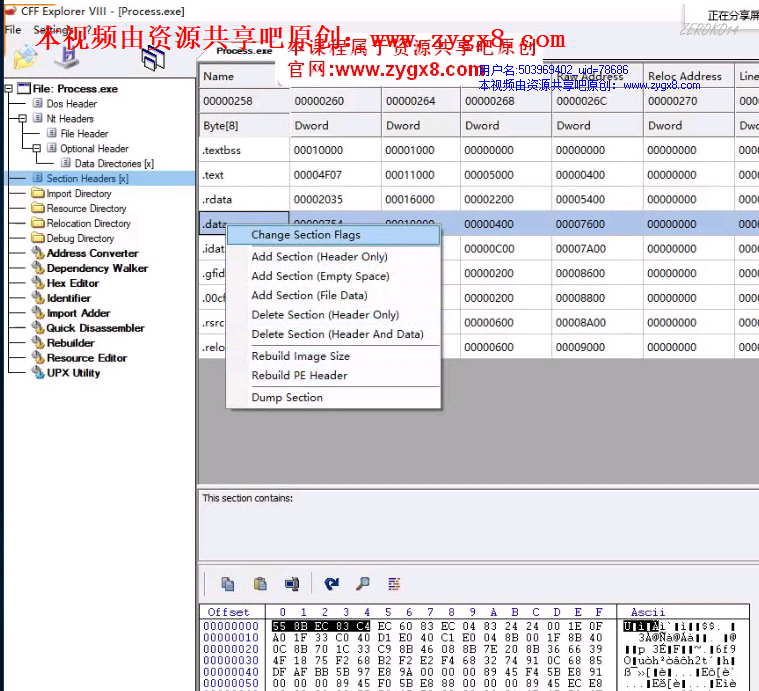 CFF Explorer VIII - [Process.exe]
正在分享屏
File Settings ?
本视频由资源共享吧原创：www.zygx8.com
ZEROKO14
Process.exe
本课程属于资源共享吧原创
官网:www.zygx8.com
用户名:503969402 uid=78686
本视频由资源共享吧原创：www.zygx8.com
File: Process.exe
Dos Header
Nt Headers
File Header
Optional Header
Data Directories [x]
Section Headers [x]
Import Directory
Resource Directory
Relocation Directory
Debug Directory
Address Converter
Dependency Walker
Hex Editor
Identifier
Import Adder
Quick Disassembler
Rebuilder
Resource Editor
UPX Utility
Name Raw Address Reloc Address Line
00000258 00000260 00000264 00000268 0000026C 00000270 0000
Byte[8] Dword Dword Dword Dword Dword Dwo
.textbss 00010000 00001000 00000000 00000000 00000000 0000
.text 00004F07 00011000 00005000 00000400 00000000 0000
.rdata 00002035 00016000 00002200 00005400 00000000 0000
.data 00000754 00019000 00000400 00007600 00000000 0000
.idat 00000C00 00007A00 00000000 0000
.gfid 00000200 00008600 00000000 0000
.00cf 00000200 00008800 00000000 0000
.rsrc 00000600 00008A00 00000000 0000
.relo 00000600 00009000 00000000 0000
Change Section Flags
Add Section (Header Only)
Add Section (Empty Space)
Add Section (File Data)
Delete Section (Header Only)
Delete Section (Header And Data)
Rebuild Image Size
Rebuild PE Header
Dump Section
This section contains:
Offset 0 1 2 3 4 5 6 7 8 9 A B C D E F Ascii
00000000 55 8B EC 83 C4 EC 60 83 EC 04 83 24 24 00 1E 0F
00000010 A0 1F 33 C0 40 D1 E0 40 C1 E0 04 8B 00 1F 8B 40
00000020 0C 8B 70 1C 33 C9 8B 46 08 8B 7E 20 8B 36 66 39
00000030 4F 18 75 F2 68 B2 F2 E2 F4 68 32 74 91 0C 68 85
00000040 DF AF BB 5B 97 E8 9A 00 00 00 89 45 F4 5B E8 91
00000050 00 00 00 89 45 F0 5B E8 88 00 00 00 89 45 EC E8